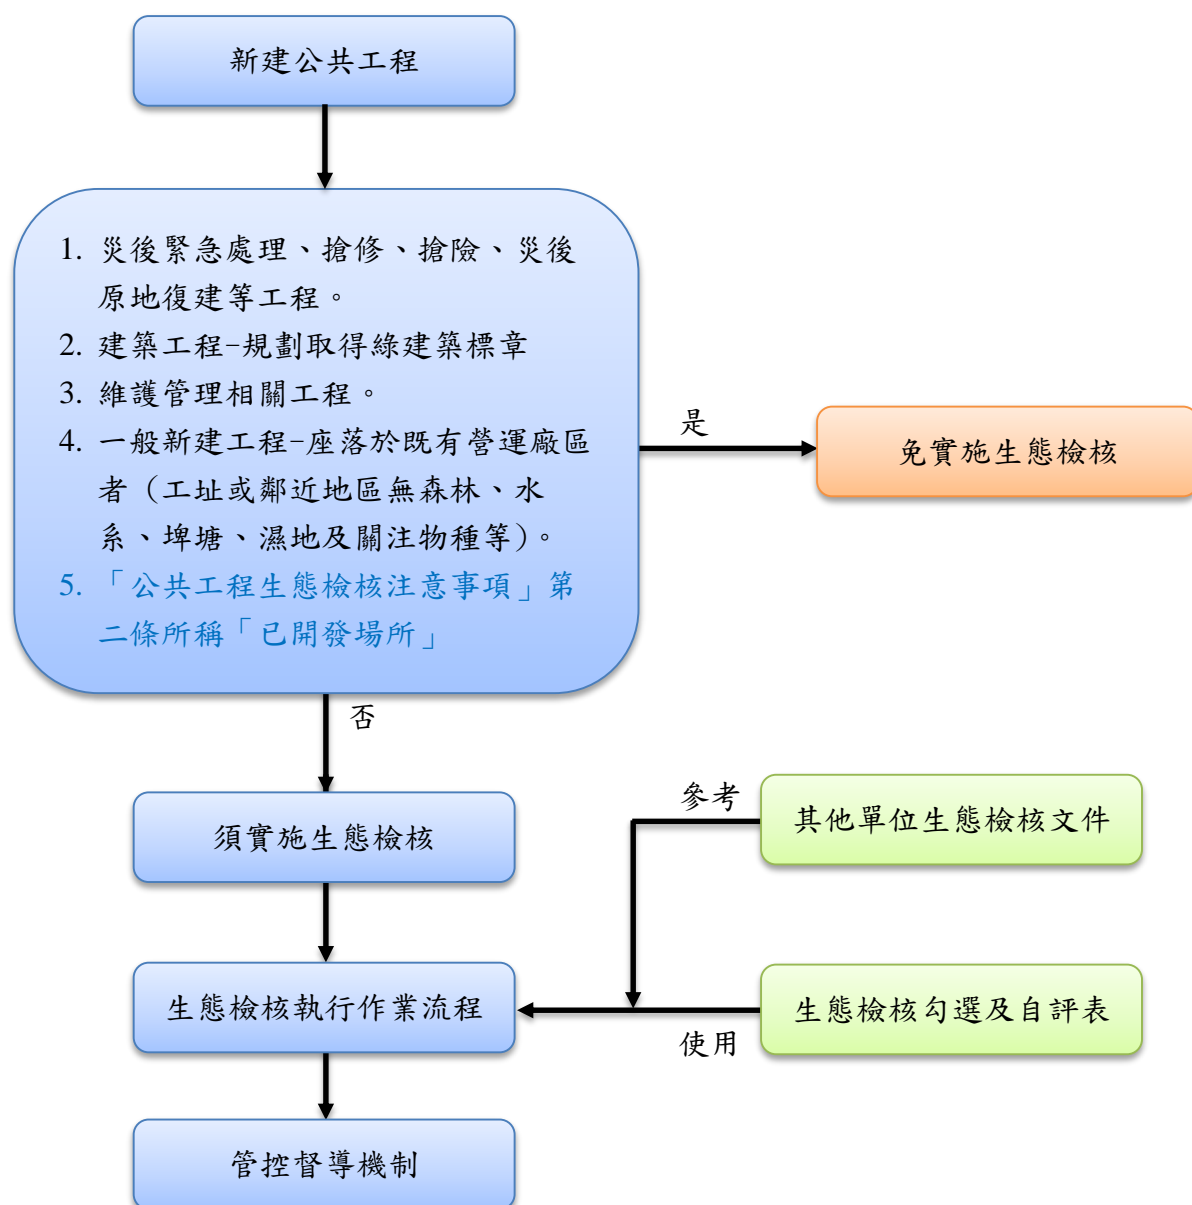 新建公共工程
1. 災後緊急處理、搶修、搶險、災後
原地復建等工程。
2. 建築工程-規劃取得綠建築標章
3. 維護管理相關工程。
4. 一般新建工程-座落於既有營運廠區
者（工址或鄰近地區無森林、水
系、埤塘、濕地及關注物種等）。
5. 「公共工程生態檢核注意事項」第
二條所稱「已開發場所」
是
免實施生態檢核
否
須實施生態檢核
參考
其他單位生態檢核文件
生態檢核執行作業流程
使用
生態檢核勾選及自評表
管控督導機制